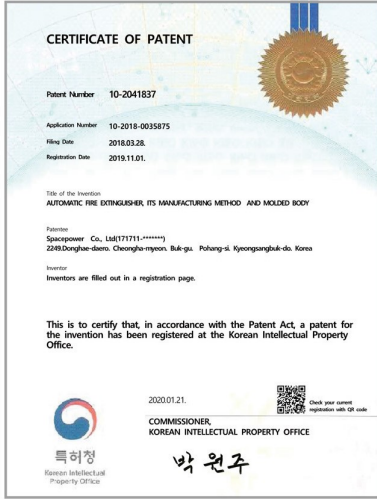 CERTIFICATE OF PATENT
Patent Number 10-2041837
Application Number 10-2018-0035875
Filing Date 2018.03.28.
Registration Date 2019.11.01.
Title of the Invention
AUTOMATIC FIRE EXTINGUISHER, ITS MANUFACTURING METHOD AND MOLDED BODY
Patentee
Spacepower Co., Ltd(171711-*******)
2249.Donghae-daero. Cheongha-myeon. Buk-gu. Pohang-si. Kyeongsangbuk-do. Korea
Inventor
Inventors are filled out in a registration page.
This is to certify that, in accordance with the Patent Act, a patent for
the invention has been registered at the Korean Intellectual Property
Office.
2020.01.21.
Check your current
registration with QR code
COMMISSIONER,
KOREAN INTELLECTUAL PROPERTY OFFICE
박원주
특허청
Korean Intellectual
Property Office